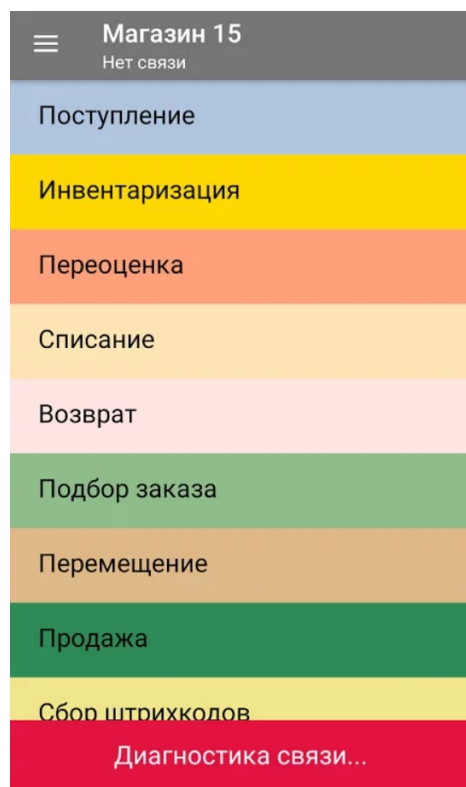 Магазин 15
Нет связи
Поступление
Инвентаризация
Переоценка
Списание
Возврат
Подбор заказа
Перемещение
Продажа
Сбор штрихкодов
Диагностика связи...